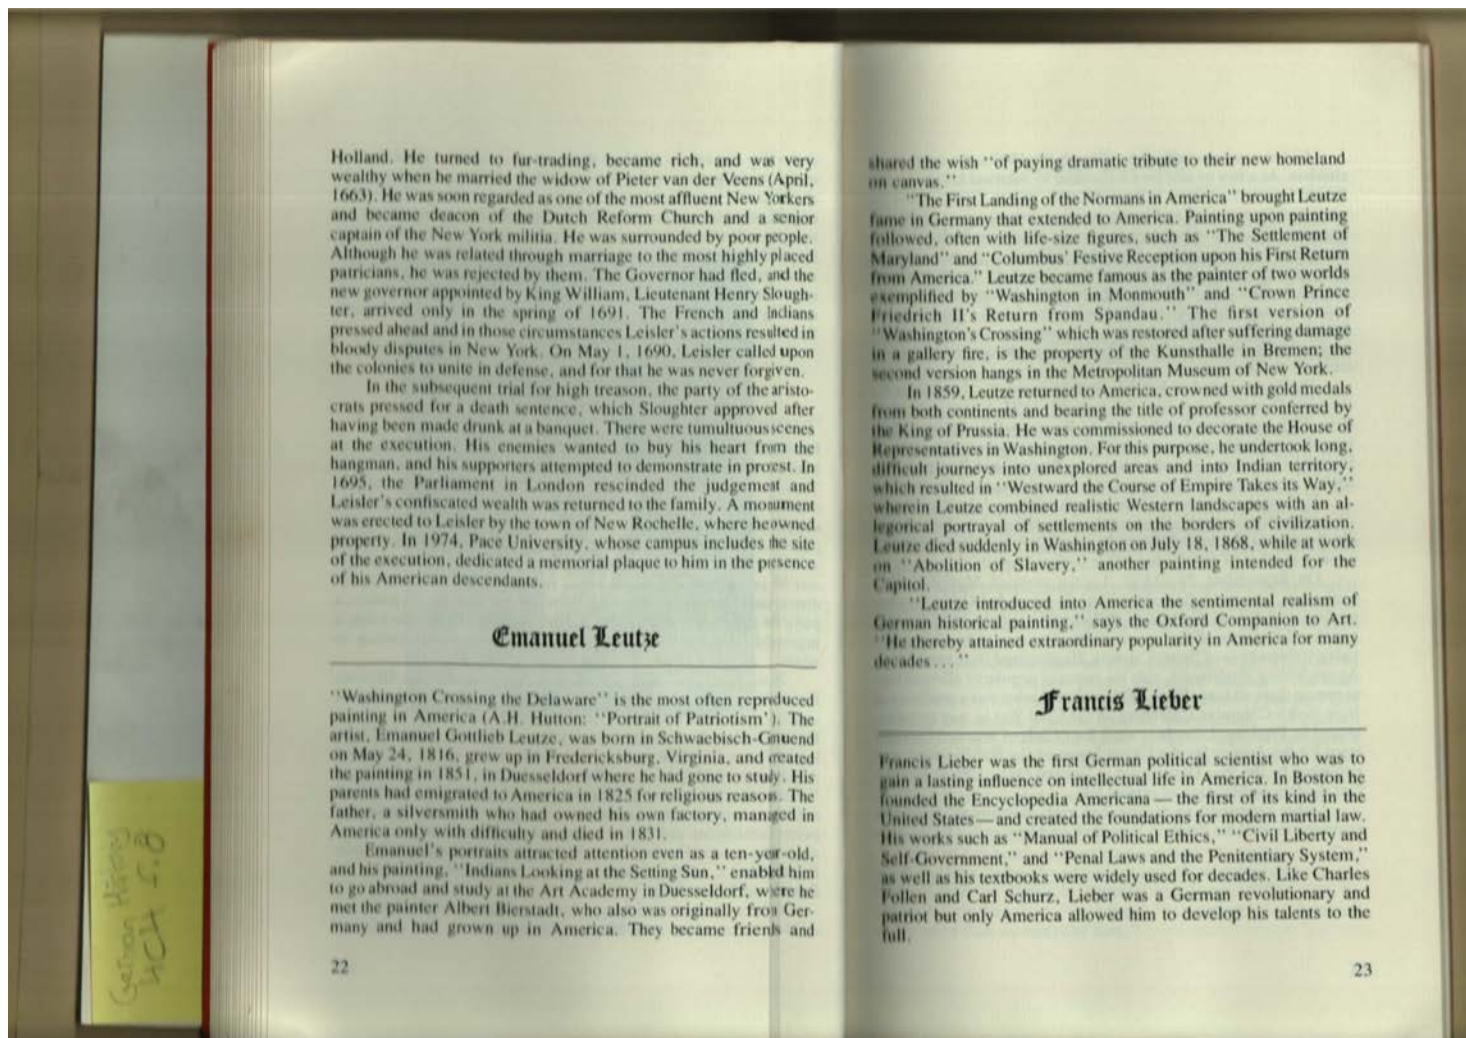 Holland. He turned to fur-trading, became rich, and was very
wealthy when he married the widow of Pieter van der Veens (April,
1663). He was soon regarded as one of the most affluent New Yorkers
and became deacon of the Dutch Reform Church and a senior
captain of the New York militia. He was surrounded by poor people.
Although he was related through marriage to the most highly placed
patricians, he was rejected by them. The Governor had fled, and the
new governor appointed by King William, Lieutenant Henry Slough-
ter, arrived only in the spring of 1691. The French and Indians
pressed ahead and in those circumstances Leisler's actions resulted in
bloody disputes in New York. On May 1, 1690, Leisler called upon
the colonies to unite in defense, and for that he was never forgiven.
In the subsequent trial for high treason, the party of the aristo-
crats pressed for a death sentence, which Sloughter approved after
having been made drunk at a banquet. There were tumultuous scenes
at the execution. His enemies wanted to buy his heart from the
hangman, and his supporters attempted to demonstrate in protest. In
1695, the Parliament in London rescinded the judgement and
Leisler's confiscated wealth was returned to the family. A monument
was erected to Leisler by the town of New Rochelle, where he owned
property. In 1974, Pace University, whose campus includes the site
of the execution, dedicated a memorial plaque to him in the presence
of his American descendants.
Emanuel Leutze
"Washington Crossing the Delaware" is the most often reproduced
painting in America (A.H. Hutton: "Portrait of Patriotism"). The
artist, Emanuel Gottlieb Leutze, was born in Schwaebisch-Gmuend
on May 24, 1816, grew up in Fredericksburg, Virginia, and created
the painting in 1851, in Duesseldorf where he had gone to study. His
parents had emigrated to America in 1825 for religious reason. The
father, a silversmith who had owned his own factory, managed in
America only with difficulty and died in 1831.
Emanuel's portraits attracted attention even as a ten-year-old,
and his painting, "Indians Looking at the Setting Sun," enabled him
to go abroad and study at the Art Academy in Duesseldorf, where he
met the painter Albert Bierstadt, who also was originally from Ger-
many and had grown up in America. They became friends and
22
shared the wish "of paying dramatic tribute to their new homeland
on canvas."
"The First Landing of the Normans in America" brought Leutze
fame in Germany that extended to America. Painting upon painting
followed, often with life-size figures, such as "The Settlement of
Maryland" and "Columbus' Festive Reception upon his First Return
from America." Leutze became famous as the painter of two worlds
exemplified by "Washington in Monmouth" and "Crown Prince
Friedrich II's Return from Spandau." The first version of
"Washington's Crossing" which was restored after suffering damage
in a gallery fire, is the property of the Kunsthalle in Bremen; the
second version hangs in the Metropolitan Museum of New York.
In 1859, Leutze returned to America, crowned with gold medals
from both continents and bearing the title of professor conferred by
the King of Prussia. He was commissioned to decorate the House of
Representatives in Washington. For this purpose, he undertook long,
difficult journeys into unexplored areas and into Indian territory,
which resulted in "Westward the Course of Empire Takes its Way,"
wherein Leutze combined realistic Western landscapes with an al-
legorical portrayal of settlements on the borders of civilization.
Leutze died suddenly in Washington on July 18, 1868, while at work
on "Abolition of Slavery," another painting intended for the
Capitol.
"Leutze introduced into America the sentimental realism of
German historical painting," says the Oxford Companion to Art.
"He thereby attained extraordinary popularity in America for many
decades . . ."
Francis Lieber
Francis Lieber was the first German political scientist who was to
gain a lasting influence on intellectual life in America. In Boston he
founded the Encyclopedia Americana — the first of its kind in the
United States — and created the foundations for modern martial law.
His works such as "Manual of Political Ethics," "Civil Liberty and
Self-Government," and "Penal Laws and the Penitentiary System,"
as well as his textbooks were widely used for decades. Like Charles
Follen and Carl Schurz, Lieber was a German revolutionary and
patriot but only America allowed him to develop his talents to the
full.
23
German History